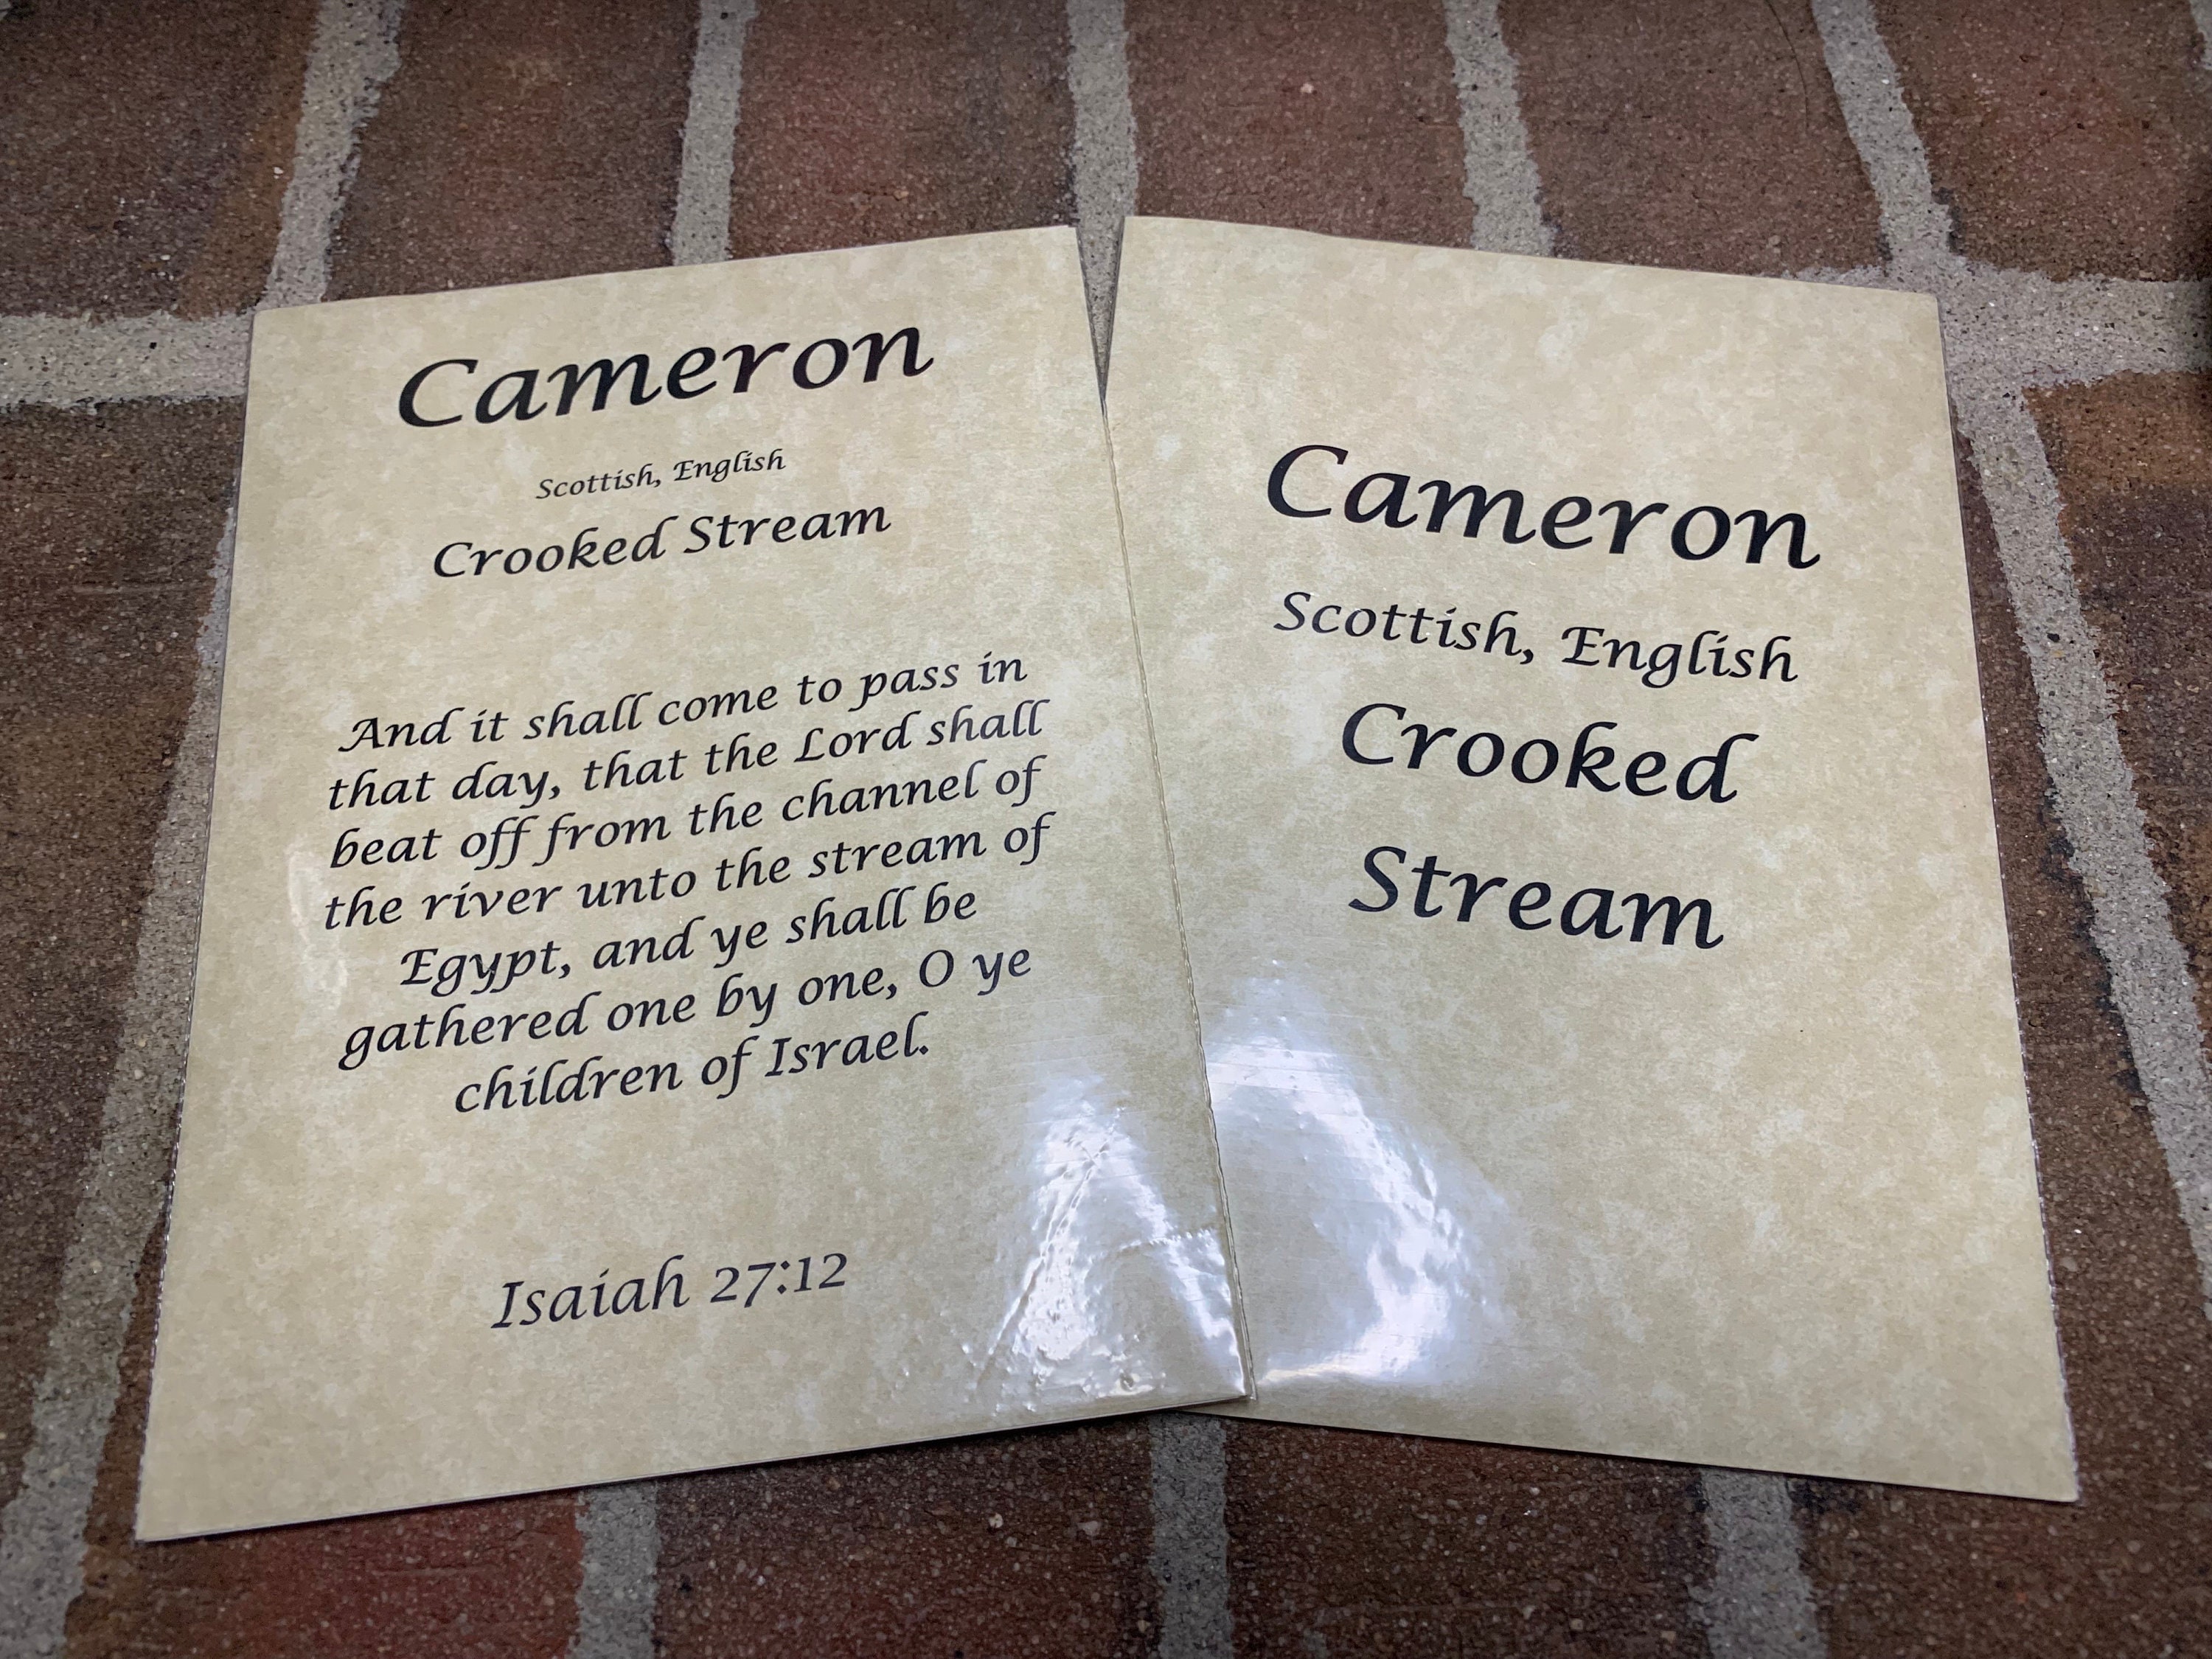 Cameron
Scottish, English
Crooked Stream
And it shall come to pass in
that day, that the Lord shall
beat off from the channel of
the river unto the stream of
Egypt, and ye shall be
gathered one by one, O ye
children of Israel.
Isaiah 27:12
Cameron
Scottish, English
Crooked
Stream